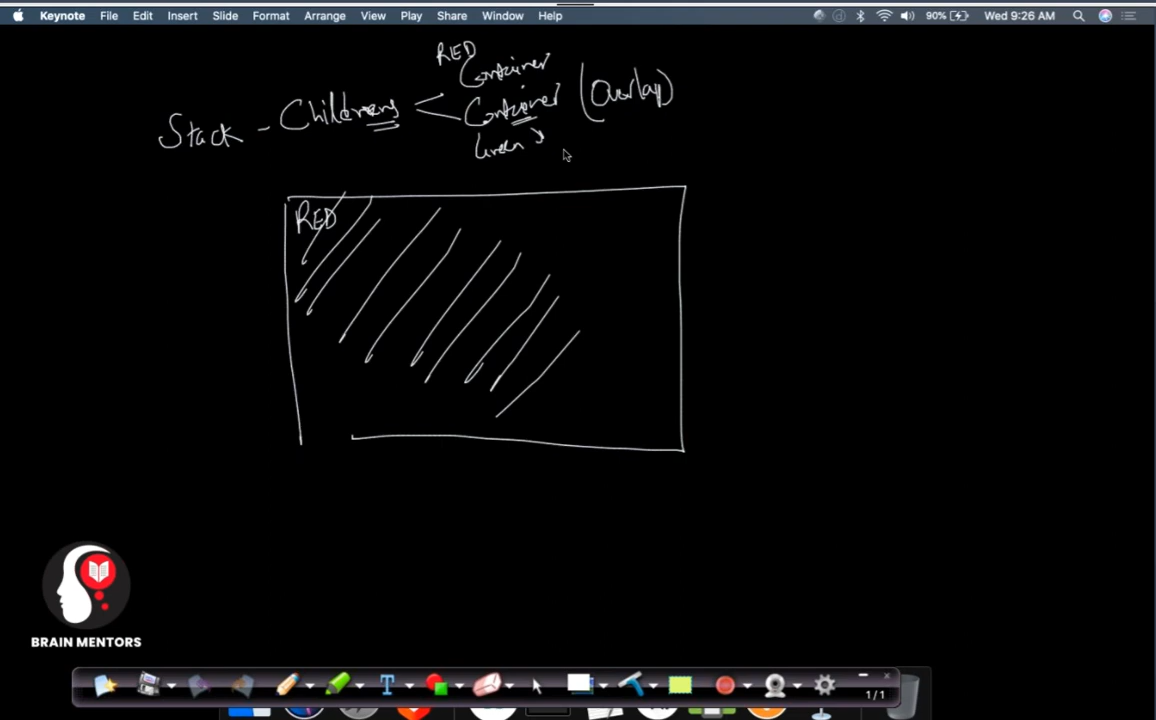 Keynote File Edit Insert Slide Format Arrange View Play Share Window Help 90% Wed 9:26 AM
RED
Container
Stack - Childrens < Container (Overlap)
Green
RED
BRAIN MENTORS
1/1